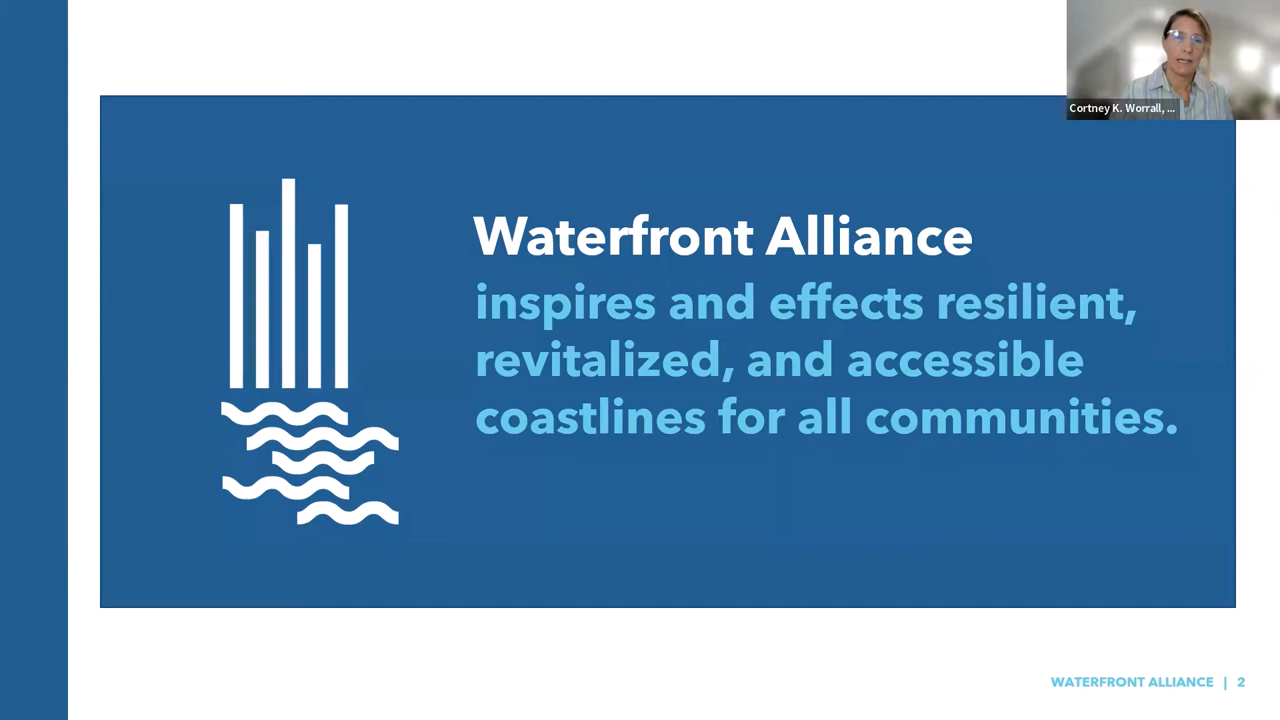 Cortney K. Worrall, ...
Waterfront Alliance
inspires and effects resilient,
revitalized, and accessible
coastlines for all communities.
WATERFRONT ALLIANCE | 2